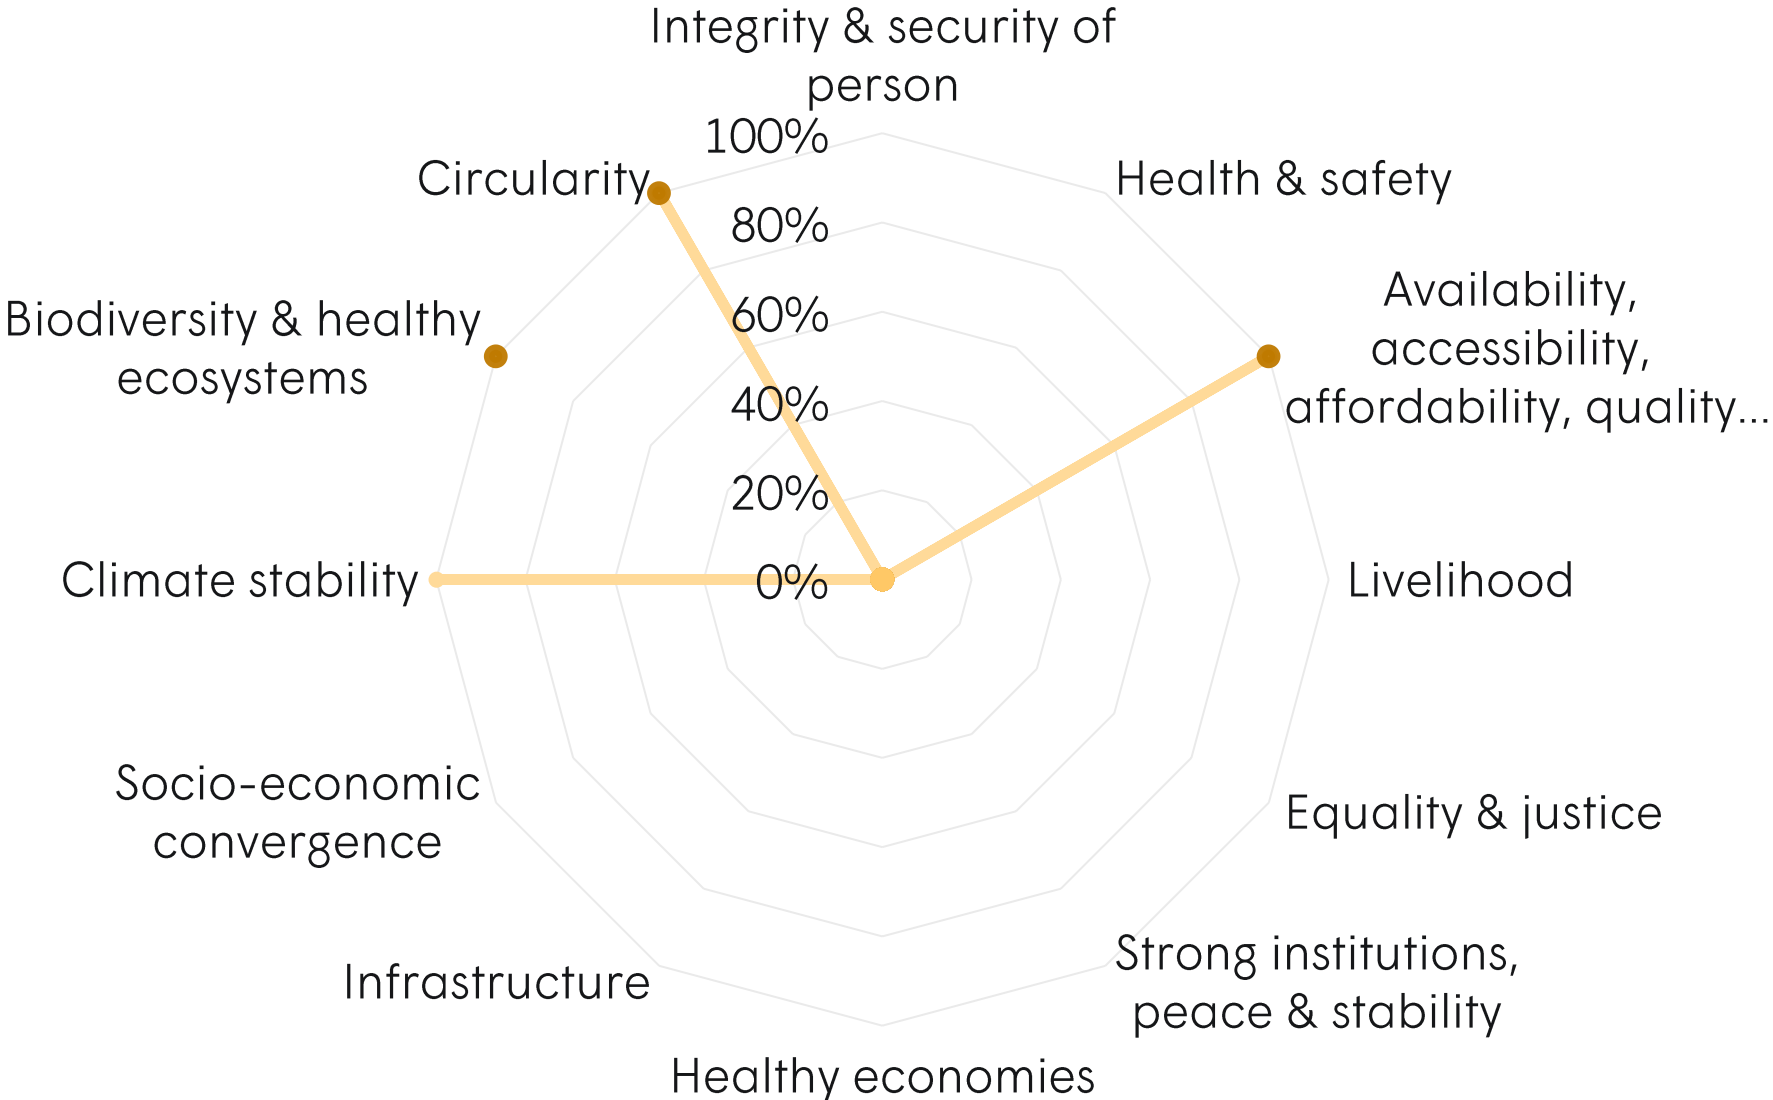 Integrity & security of
person
100%
Circularity
Health & safety
80%
Availability,
accessibility,
affordability, quality...
Biodiversity & healthy
ecosystems
60%
40%
20%
Climate stability
0%
Livelihood
Socio-economic
convergence
Equality & justice
Infrastructure
Strong institutions,
peace & stability
Healthy economies